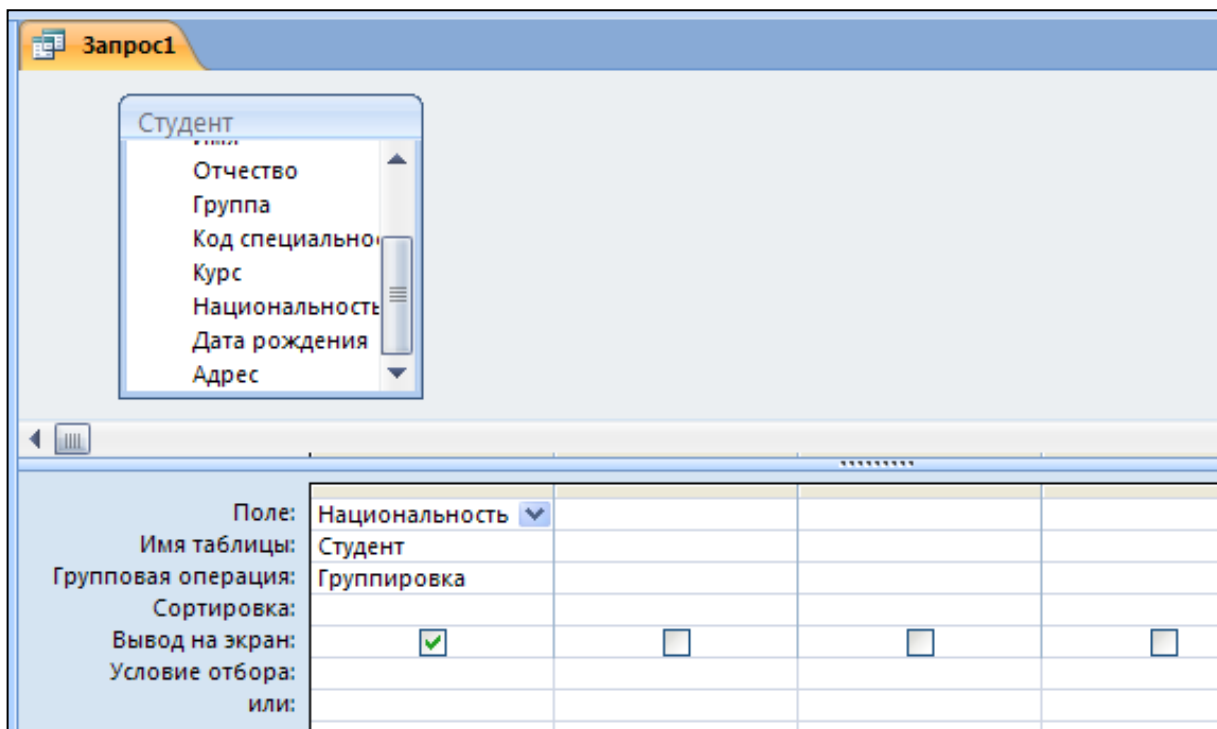 Запрос1
Студент
Отчество
Группа
Код специально
Курс
Национальность
Дата рождения
Адрес
Поле: Национальность
Имя таблицы: Студент
Групповая операция: Группировка
Сортировка:
Вывод на экран:
Условие отбора:
или: